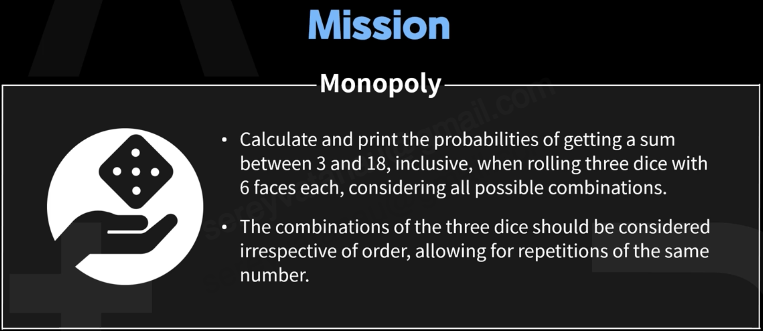 Mission
Monopoly
• Calculate and print the probabilities of getting a sum
between 3 and 18, inclusive, when rolling three dice with
6 faces each, considering all possible combinations.
• The combinations of the three dice should be considered
irrespective of order, allowing for repetitions of the same
number.